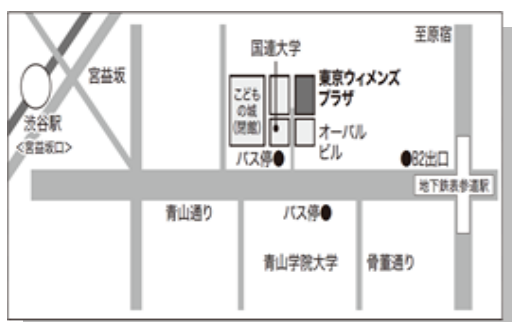 至原宿
国連大学
宮益坂
東京ウィメンズ
プラザ
こども
の城
(閉館)
渋谷駅
<宮益坂口>
オーバル
ビル
バス停
B2出口
地下鉄表参道駅
青山通り
バス停
青山学院大学
骨董通り